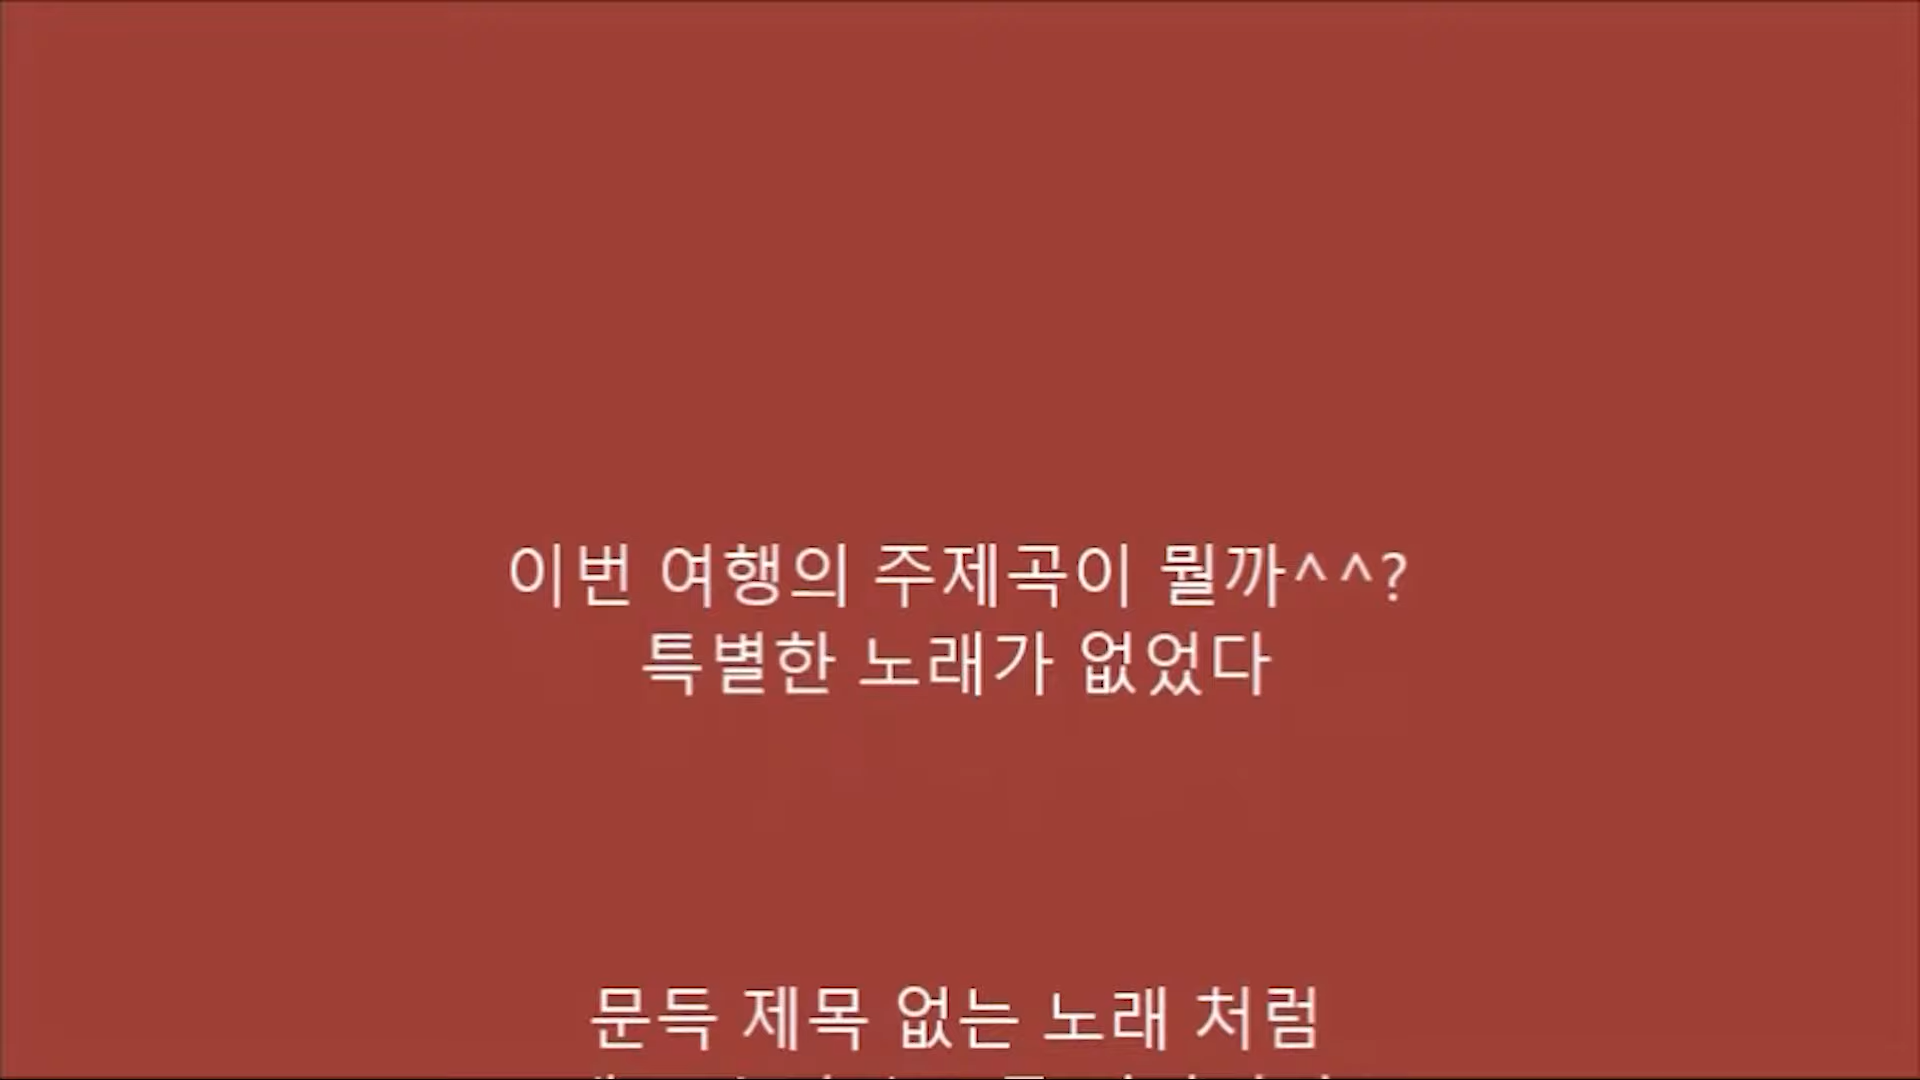 이번 여행의 주제곡이 뭘까^^?
특별한 노래가 없었다
문득 제목 없는 노래 처럼